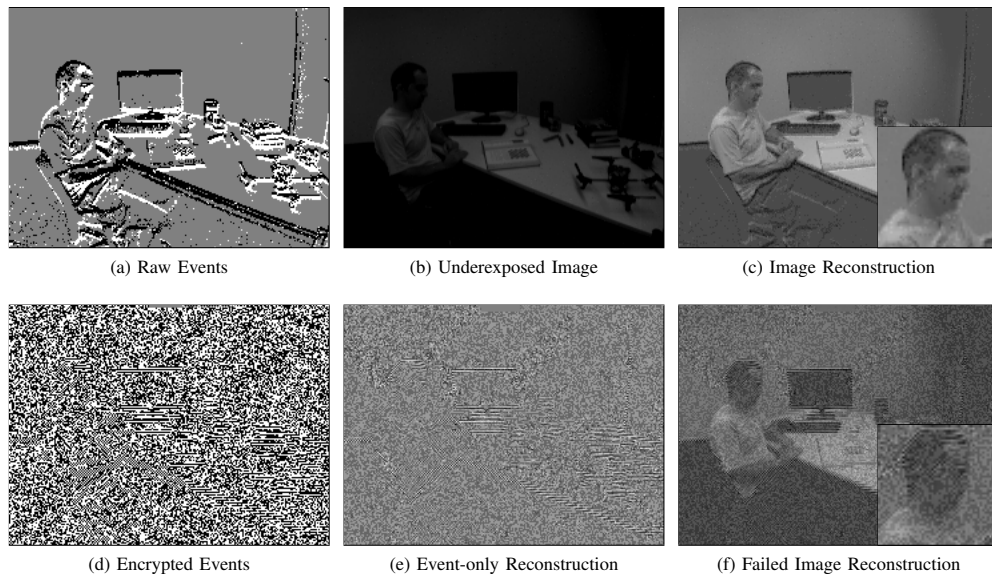 (a) Raw Events
(b) Underexposed Image
(c) Image Reconstruction
(d) Encrypted Events
(e) Event-only Reconstruction
(f) Failed Image Reconstruction